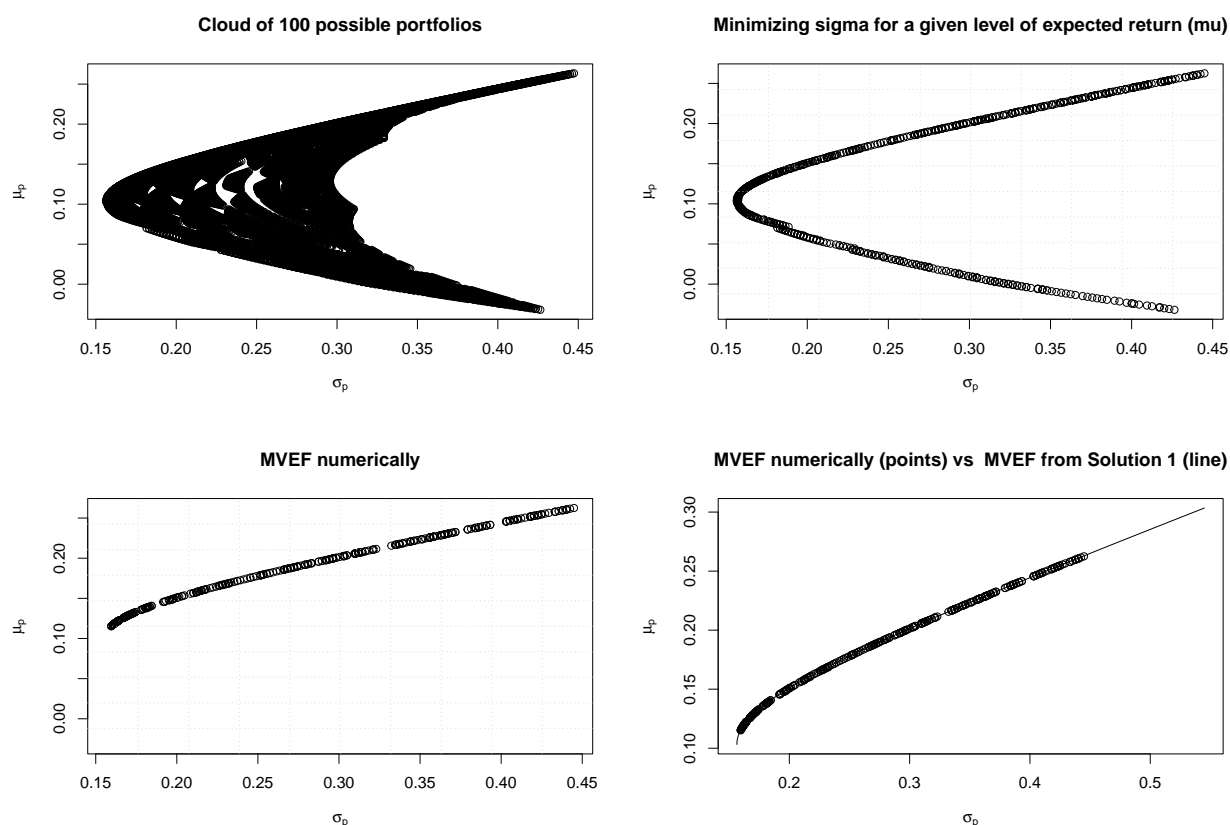 Cloud of 100 possible portfolios
μp
0.00 0.10 0.20
0.15 0.20 0.25 0.30 0.35 0.40 0.45
σp
Minimizing sigma for a given level of expected return (mu)
μp
0.00 0.10 0.20
0.15 0.20 0.25 0.30 0.35 0.40 0.45
σp
MVEF numerically
μp
0.00 0.10 0.20
0.15 0.20 0.25 0.30 0.35 0.40 0.45
σp
MVEF numerically (points) vs MVEF from Solution 1 (line)
μp
0.10 0.15 0.20 0.25 0.30
0.2 0.3 0.4 0.5
σp